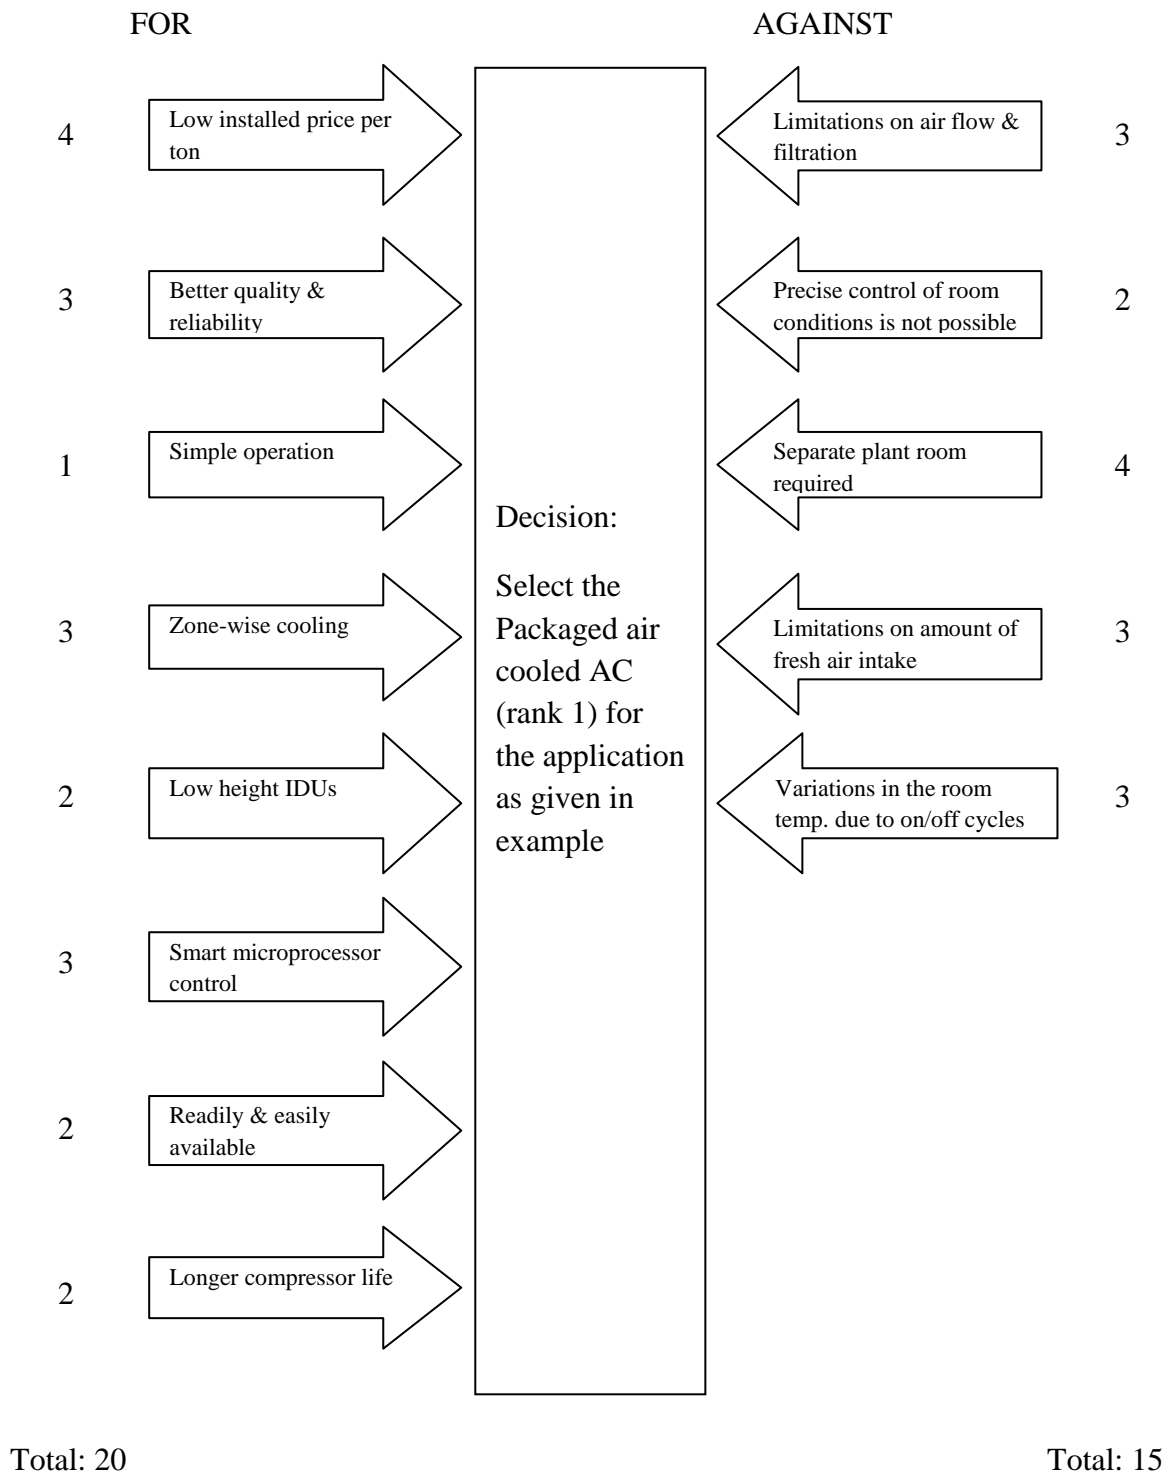 FOR
AGAINST
4
Low installed price per
ton
Limitations on air flow &
filtration
3
3
Better quality &
reliability
Precise control of room
conditions is not possible
2
1
Simple operation
Separate plant room
required
4
Decision:
Select the
Packaged air
cooled AC
(rank 1) for
the application
as given in
example
3
Zone-wise cooling
Limitations on amount of
fresh air intake
3
2
Low height IDUs
Variations in the room
temp. due to on/off cycles
3
3
Smart microprocessor
control
2
Readily & easily
available
2
Longer compressor life
Total: 20
Total: 15